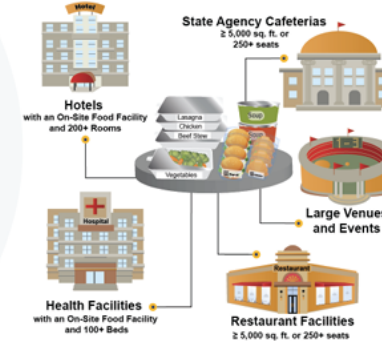 Hotel
State Agency Cafeterias
≥ 5,000 sq. ft. or
250+ seats
Hotels
with an On-Site Food Facility
and 200+ Rooms
Lasagna
Chicken
Beef Stew
Vegetables
Soup
Large Venues
and Events
Hospital
Health Facilities
with an On-Site Food Facility
and 100+ Beds
Restaurant
Restaurant Facilities
≥ 5,000 sq. ft. or 250+ seats